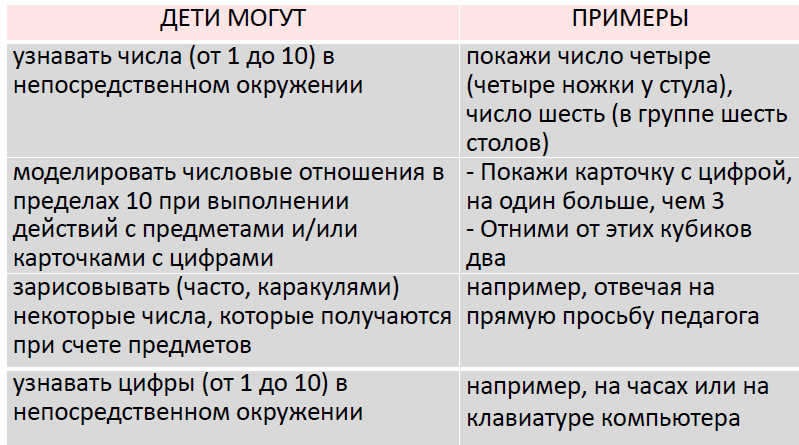 ДЕТИ МОГУТ
ПРИМЕРЫ
узнавать числа (от 1 до 10) в
непосредственном окружении
покажи число четыре
(четыре ножки у стула),
число шесть (в группе шесть
столов)
моделировать числовые отношения в
пределах 10 при выполнении
действий с предметами и/или
карточками с цифрами
- Покажи карточку с цифрой,
на один больше, чем 3
- Отними от этих кубиков
два
зарисовывать (часто, каракулями)
некоторые числа, которые получаются
при счете предметов
например, отвечая на
прямую просьбу педагога
узнавать цифры (от 1 до 10) в
непосредственном окружении
например, на часах или на
клавиатуре компьютера